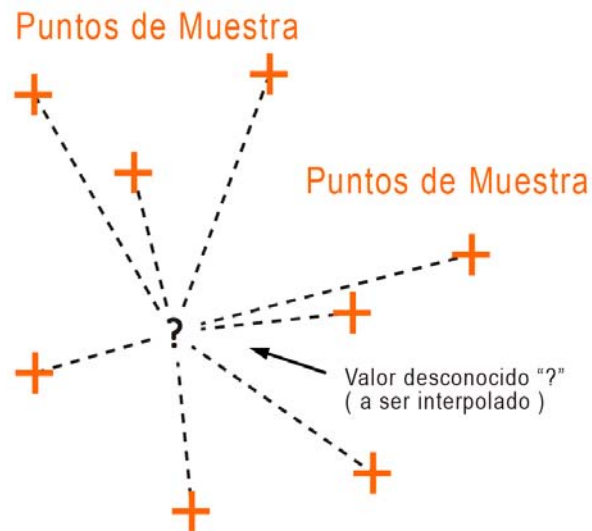 Puntos de Muestra
Puntos de Muestra
?
Valor desconocido “?”
( a ser interpolado )